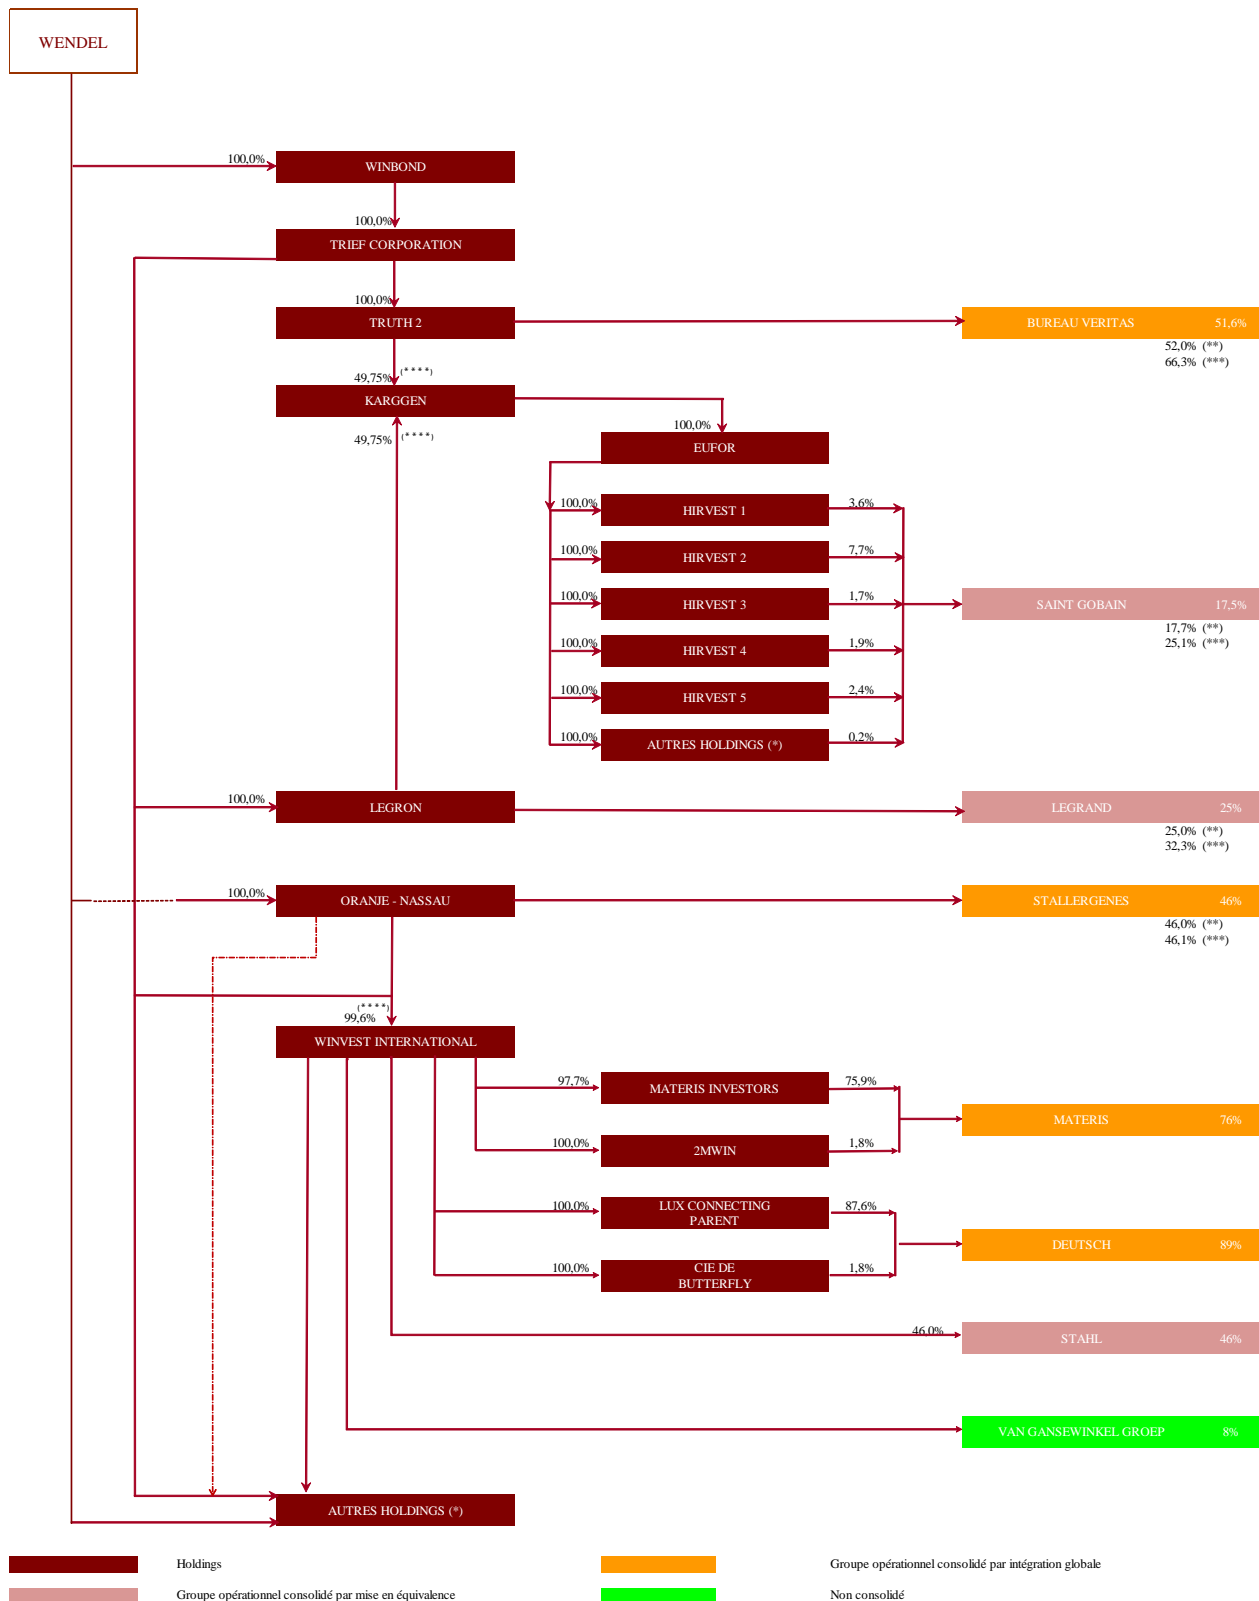 WENDEL
100,0%
WINBOND
100,0%
TRIEF CORPORATION
100,0%
TRUTH 2
BUREAU VERITAS 51,6%
52,0% (**)
66,3% (***)
49,75% (****)
KARGGEN
49,75% (****)
100,0%
EUFOR
100,0%
HIRVEST 1
3,6%
100,0%
HIRVEST 2
7,7%
100,0%
HIRVEST 3
1,7%
SAINT GOBAIN 17,5%
17,7% (**)
25,1% (***)
100,0%
HIRVEST 4
1,9%
100,0%
HIRVEST 5
2,4%
100,0%
AUTRES HOLDINGS (*)
0,2%
100,0%
LEGRON
LEGRAND 25%
25,0% (**)
32,3% (***)
100,0%
ORANJE - NASSAU
STALLERGENES 46%
46,0% (**)
46,1% (***)
(****)
99,6%
WINVEST INTERNATIONAL
97,7%
MATERIS INVESTORS
75,9%
MATERIS 76%
100,0%
2MWIN
1,8%
100,0%
LUX CONNECTING
PARENT
87,6%
DEUTSCH 89%
100,0%
CIE DE
BUTTERFLY
1,8%
46,0%
STAHL 46%
VAN GANSEWINKEL GROEP 8%
AUTRES HOLDINGS (*)
Holdings
Groupe opérationnel consolidé par intégration globale
Groupe opérationnel consolidé par mise en équivalence
Non consolidé